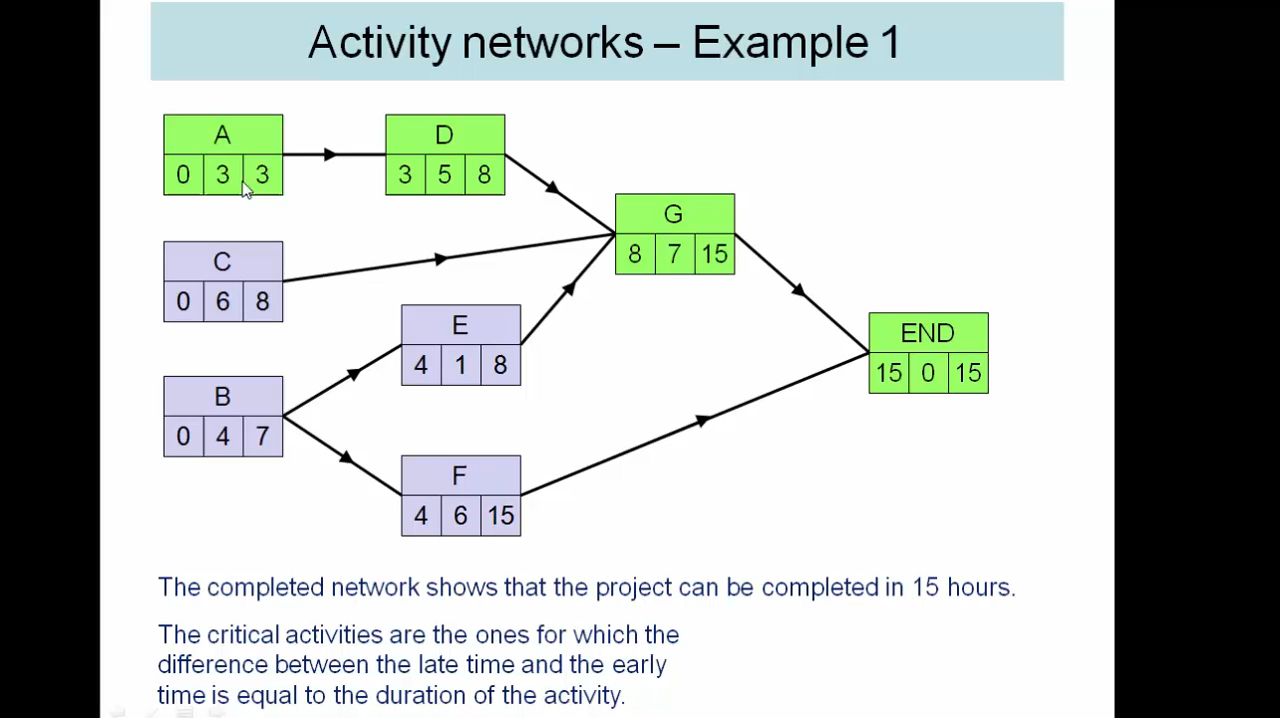 Activity networks – Example 1
A
0 3 3
D
3 5 8
G
8 7 15
C
0 6 8
E
4 1 8
END
15 0 15
B
0 4 7
F
4 6 15
The completed network shows that the project can be completed in 15 hours.
The critical activities are the ones for which the
difference between the late time and the early
time is equal to the duration of the activity.